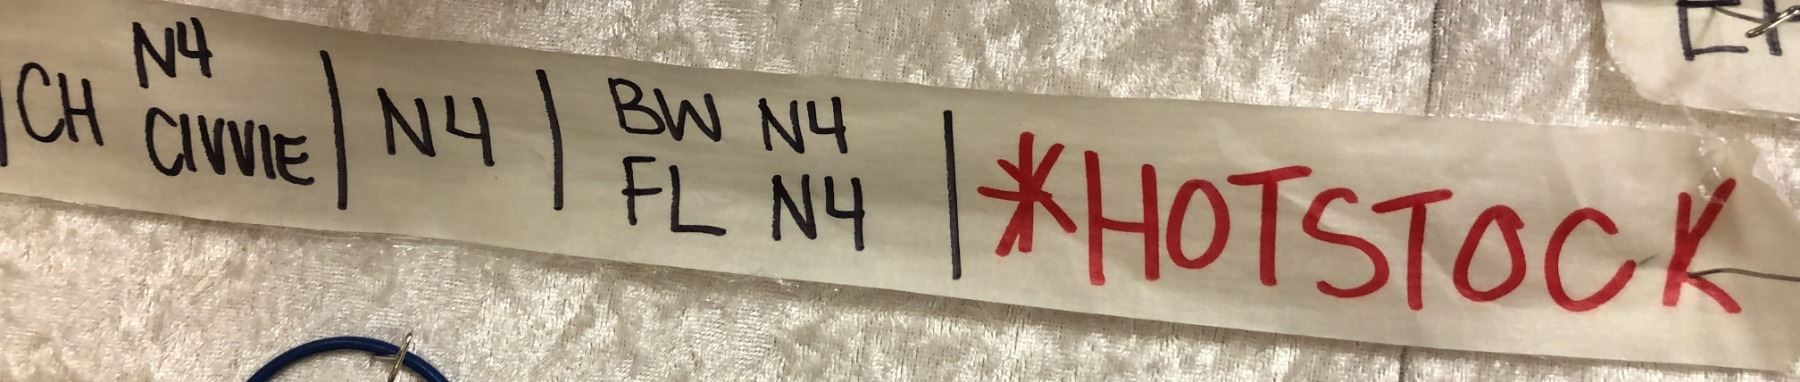 CH N4 CIVVIE | N4 | BW N4 | *HOTSTOCK
FL N4